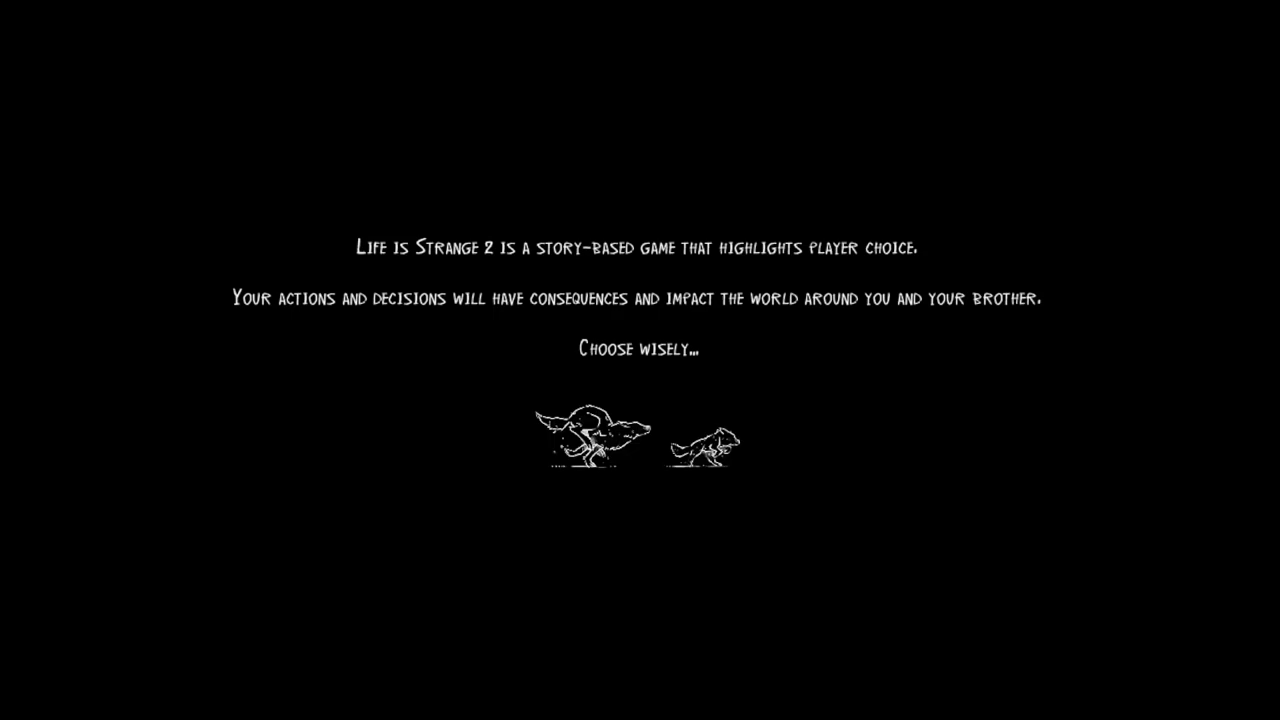 Life is Strange 2 is a story-based game that highlights player choice.
Your actions and decisions will have consequences and impact the world around you and your brother.
Choose wisely...